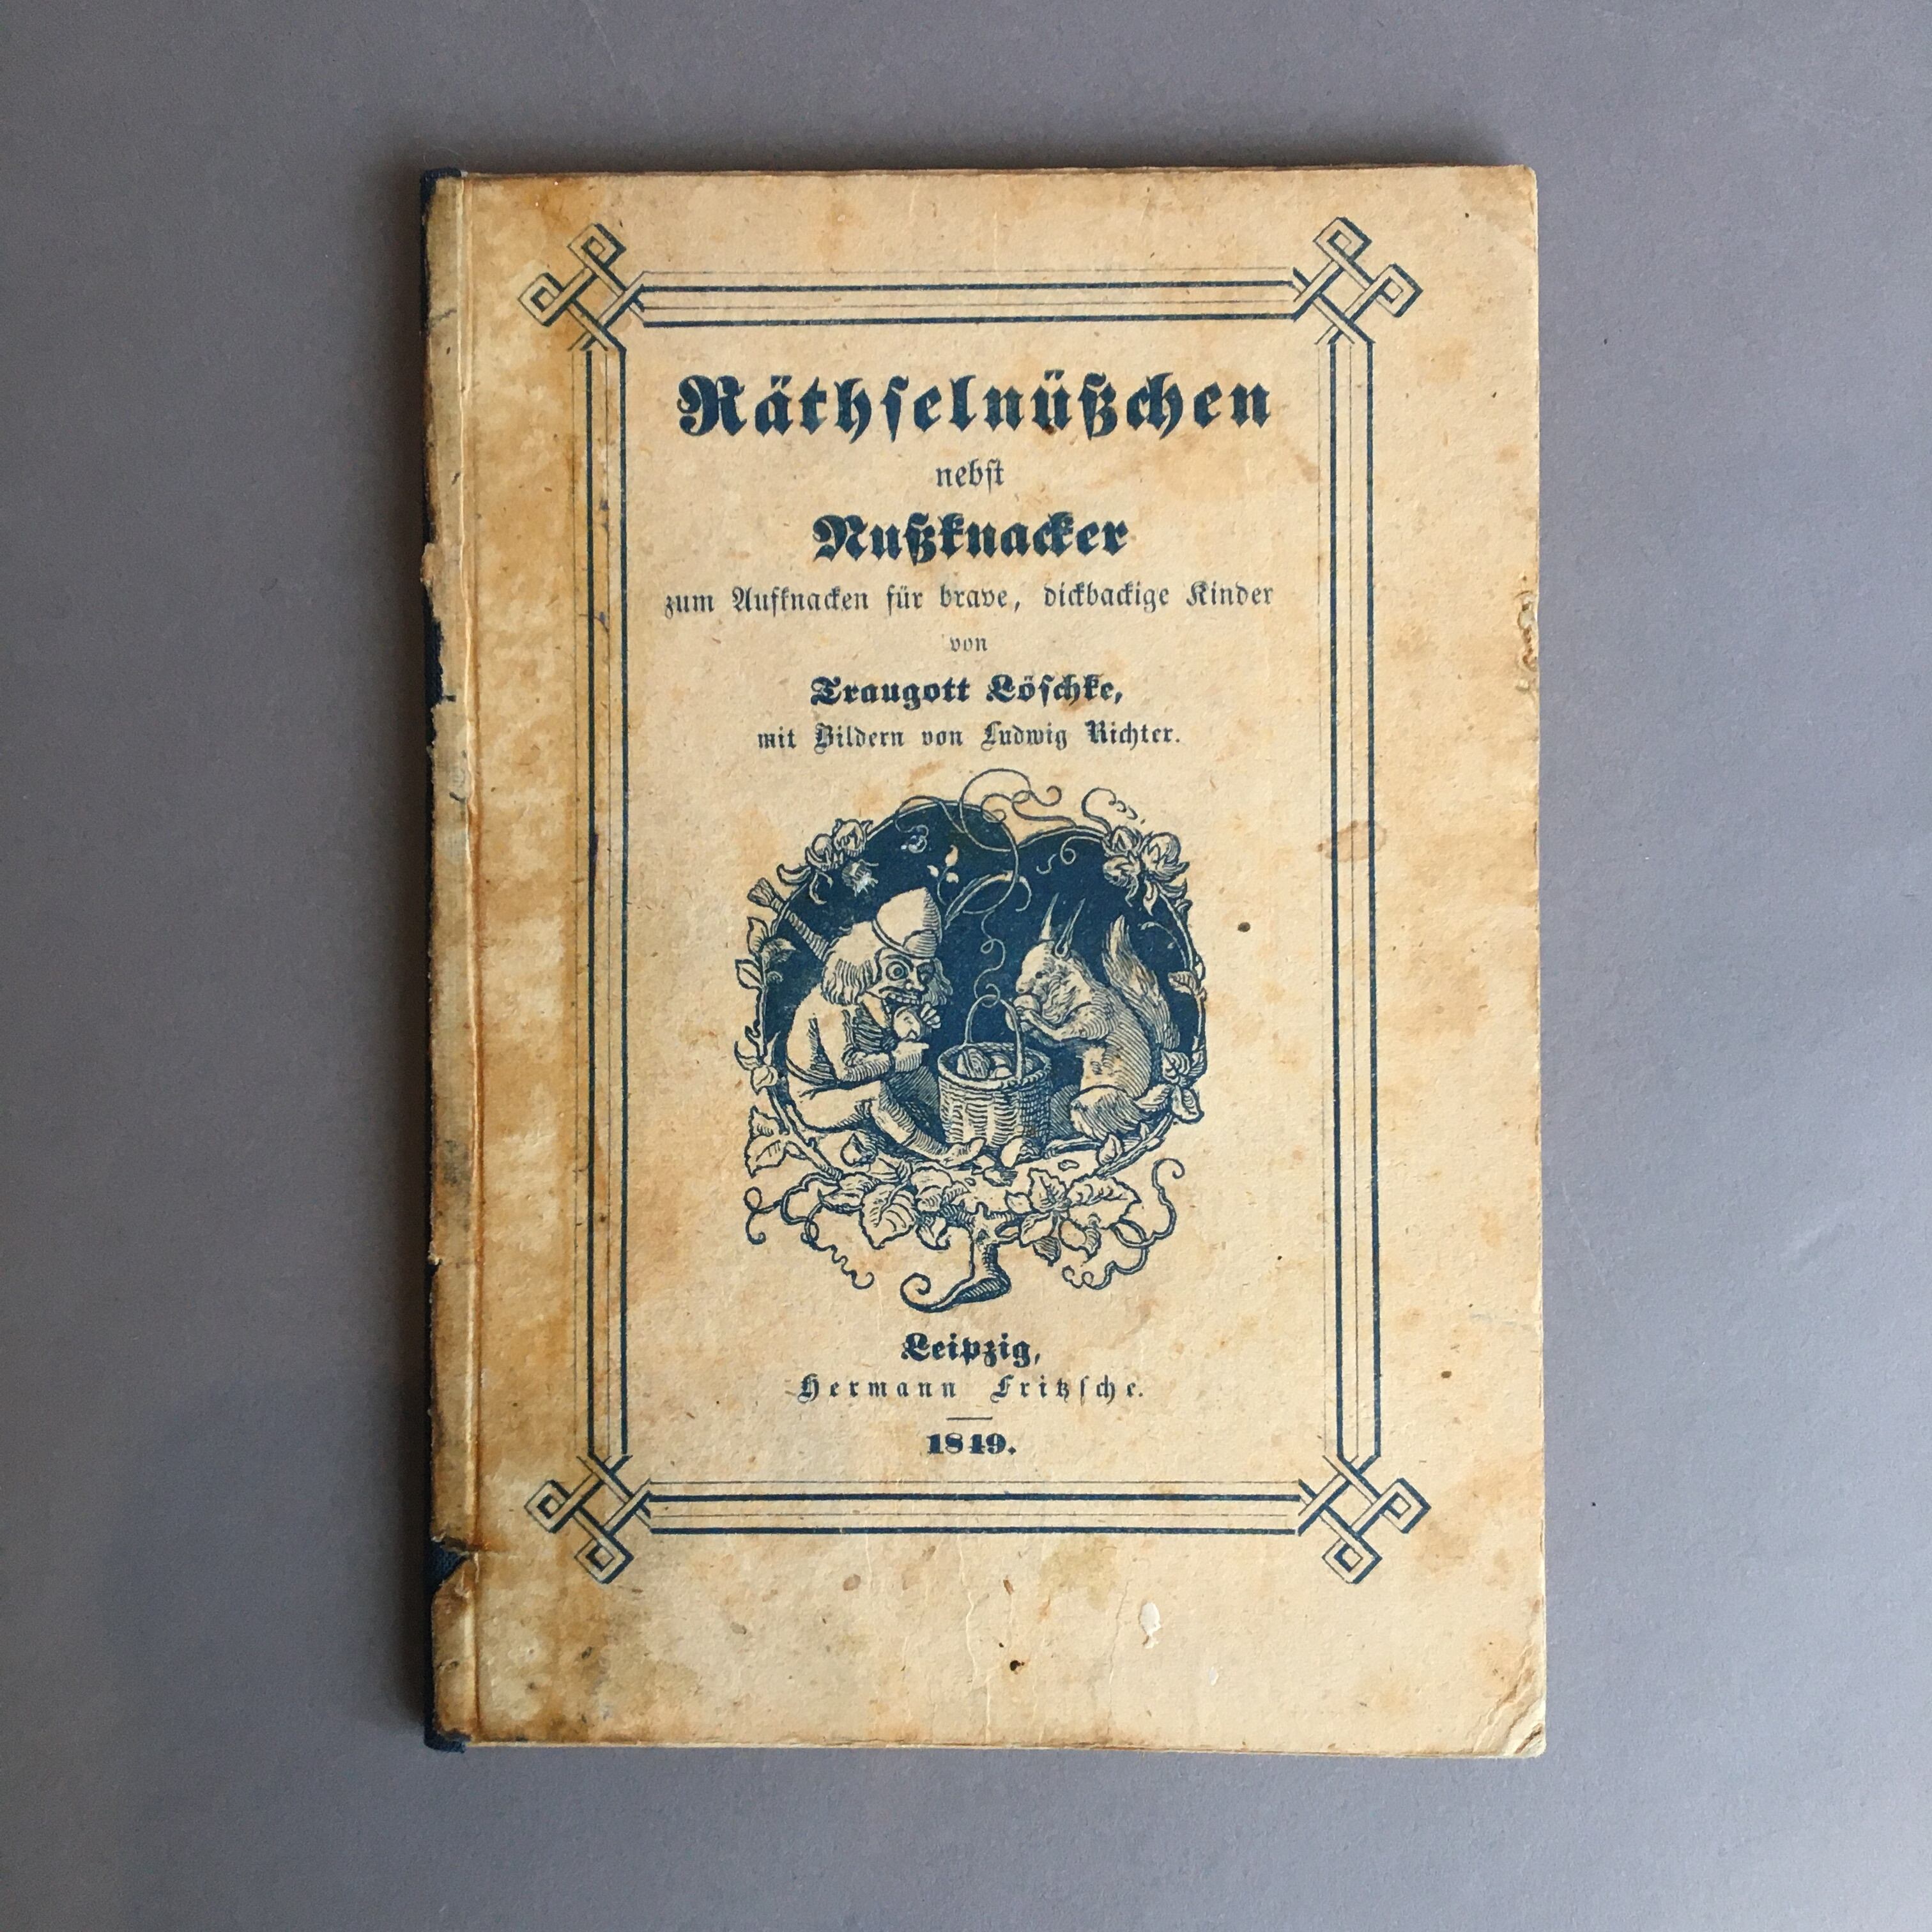 Räthſelnüßchen
nebſt
Nußknacker
zum Aufknacken für brave, dickbackige Kinder
von
Traugott Löſchke,
mit Bildern von Ludwig Richter.
Leipzig,
Hermann Fritzſche.
1849.